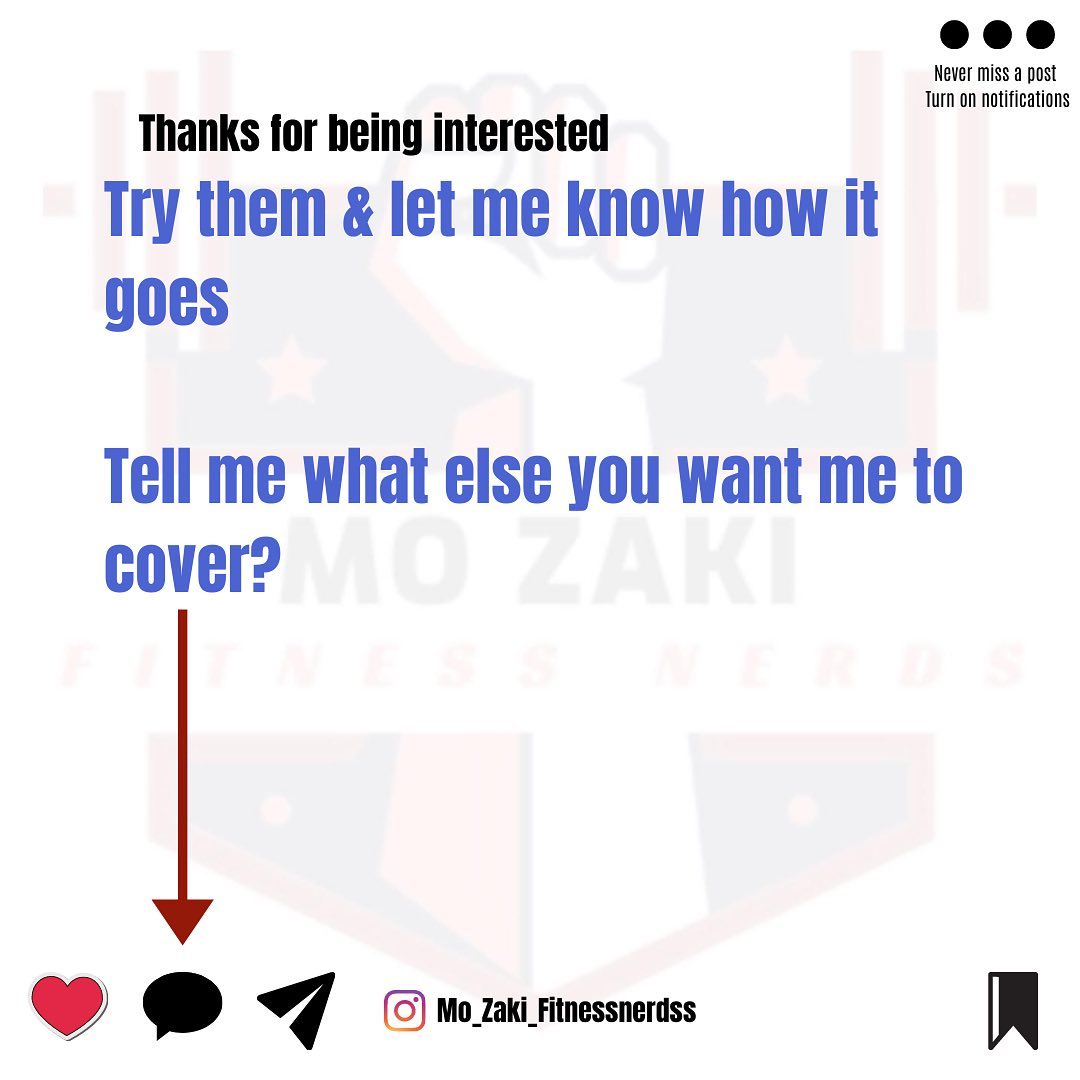 Never miss a post
Turn on notifications
Thanks for being interested
Try them & let me know how it
goes
Tell me what else you want me to
cover?
MO ZAKI
FITNESS NERDS
Mo_Zaki_Fitnessnerdss